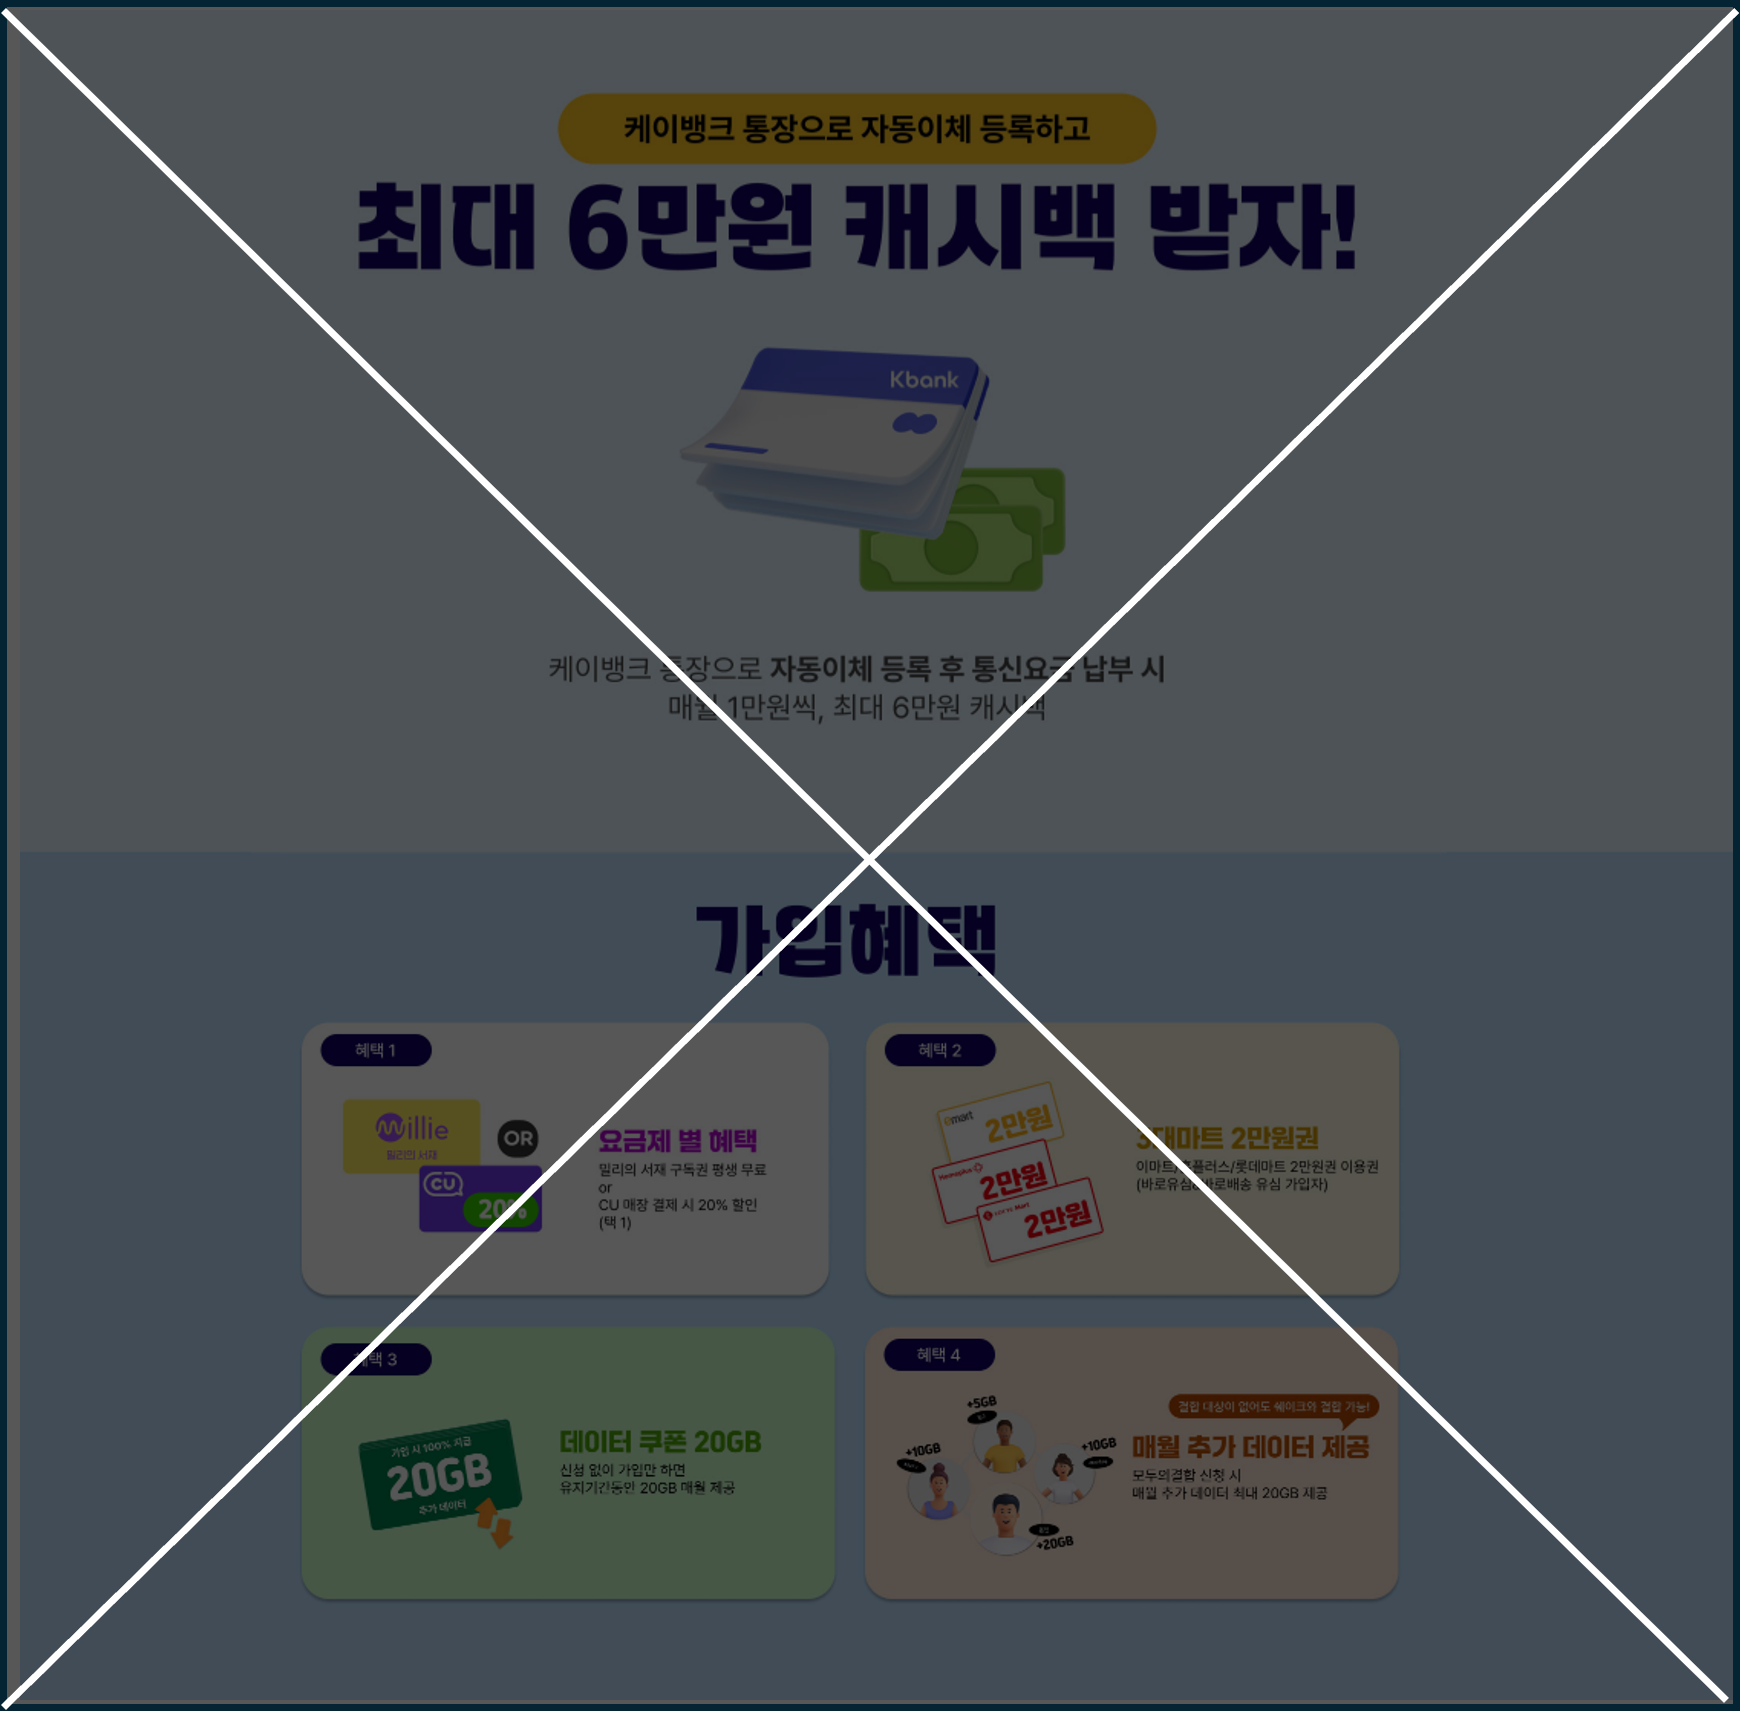 케이뱅크 통장으로 자동이체 등록하고
최대 6만원 캐시백 받자!
Kbank
케이뱅크 통장으로 자동이체 등록 후 통신요금 납부 시
매월 1만원씩, 최대 6만원 캐시백
가입혜택
혜택 1
millie
밀리의 서재
OR
CU
20%
요금제 별 혜택
밀리의 서재 구독권 평생 무료
or
CU 매장 결제 시 20% 할인
(택 1)
혜택 2
emart
2만원
Homeplus
2만원
LOTTE Mart
2만원
3대마트 2만원권
이마트/홈플러스/롯데마트 2만원권 이용권
(바로유심&바로배송 유심 가입자)
혜택 3
가입 시 100% 지급
20GB
추가 데이터
데이터 쿠폰 20GB
신청 없이 가입만 하면
유지기간동안 20GB 매월 제공
혜택 4
+5GB
+10GB
+10GB
+20GB
결합 대상이 없어도 쉐이크와 결합 가능!
매월 추가 데이터 제공
모두의결합 신청 시
매월 추가 데이터 최대 20GB 제공